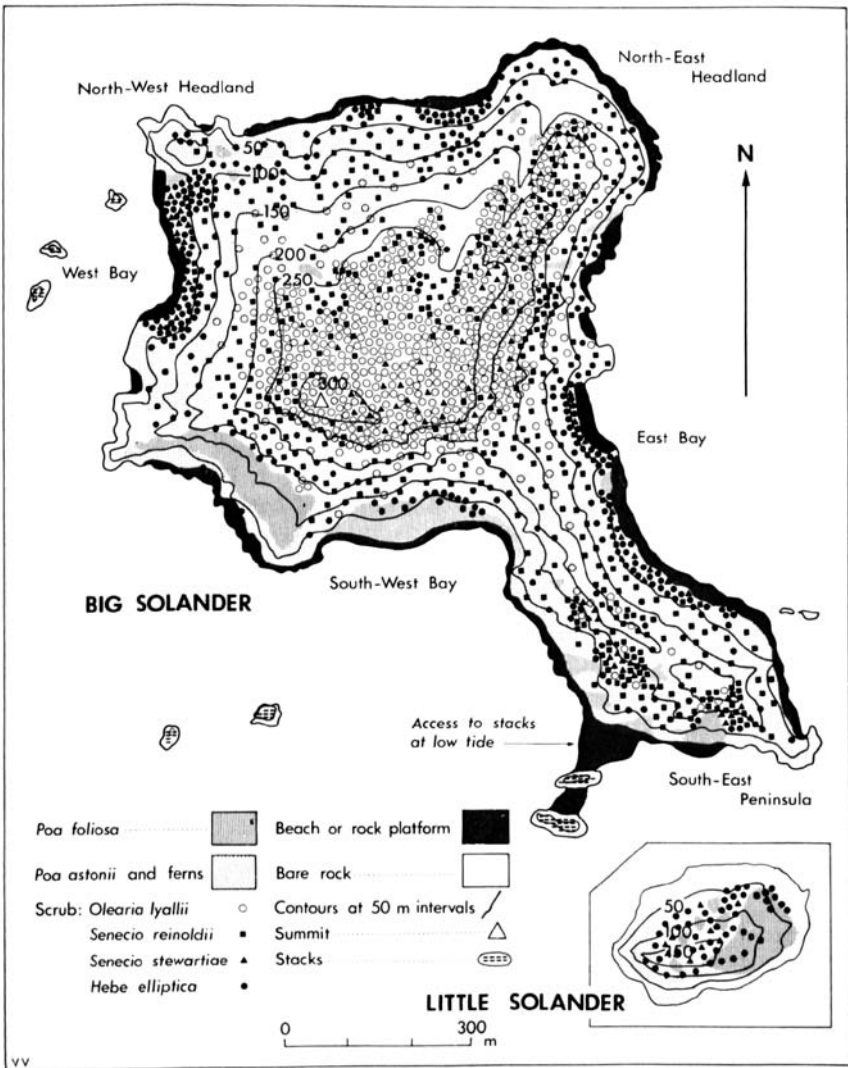 North-West Headland
North-East
Headland
N
50
100
150
200
250
300
West Bay
East Bay
South-West Bay
BIG SOLANDER
Access to stacks
at low tide
South-East
Peninsula
Poa foliosa
Beach or rock platform
Poa astonii and ferns
Bare rock
Scrub: Olearia lyallii
Contours at 50 m intervals
Senecio reinoldii
Summit
Senecio stewartiae
Stacks
Hebe elliptica
50
100
150
LITTLE SOLANDER
0 300
m
VV